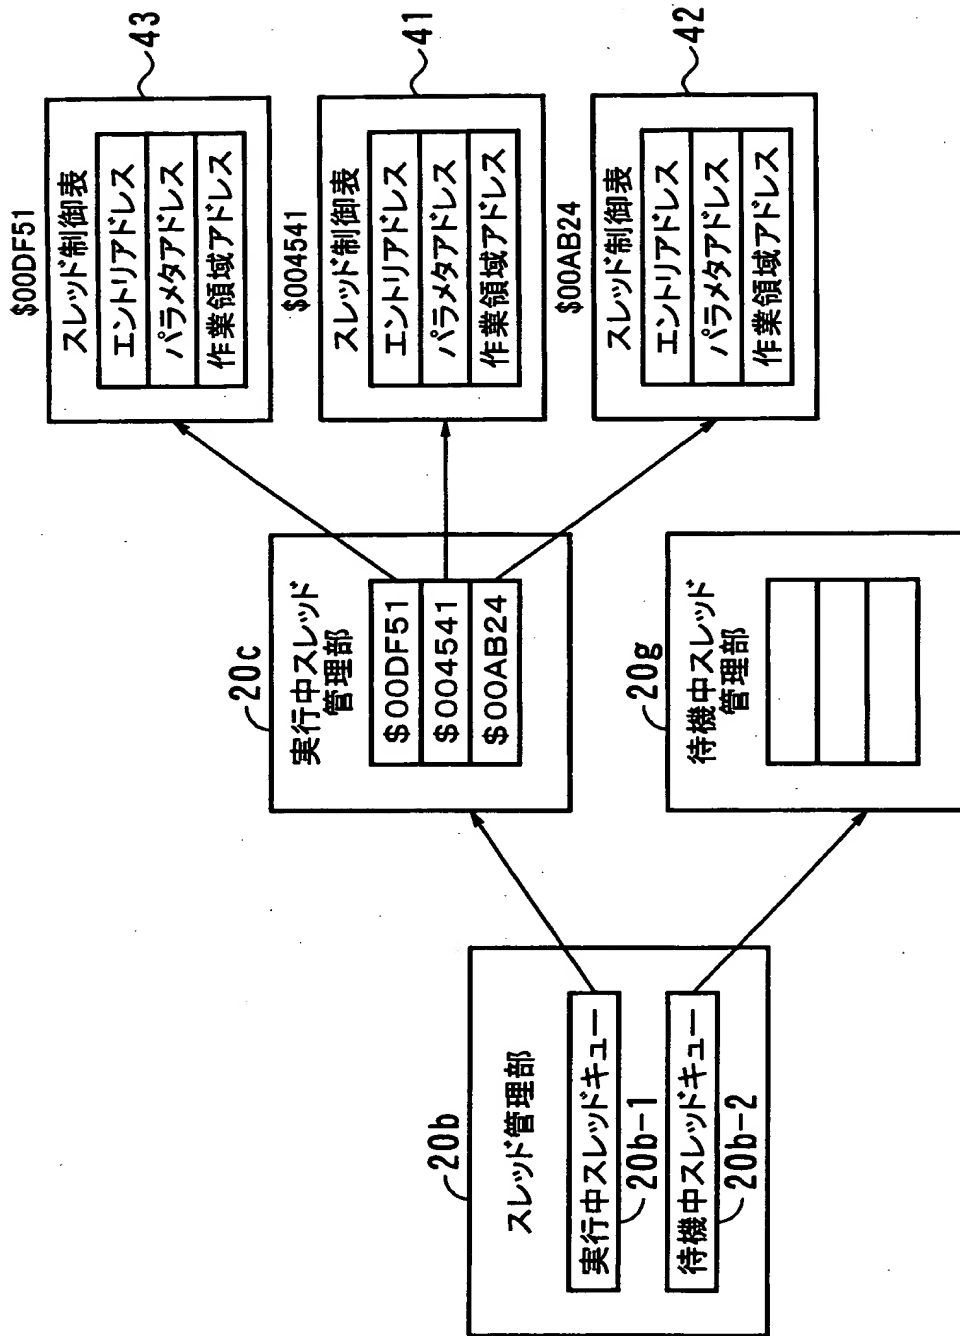 20b
スレッド管理部
実行中スレッドキュー
20b-1
待機中スレッドキュー
20b-2
20c
実行中スレッド
管理部
$00DF51
$004541
$00AB24
20g
待機中スレッド
管理部
$00DF51
43
スレッド制御表
エントリアドレス
パラメタアドレス
作業領域アドレス
$004541
41
スレッド制御表
エントリアドレス
パラメタアドレス
作業領域アドレス
$00AB24
42
スレッド制御表
エントリアドレス
パラメタアドレス
作業領域アドレス